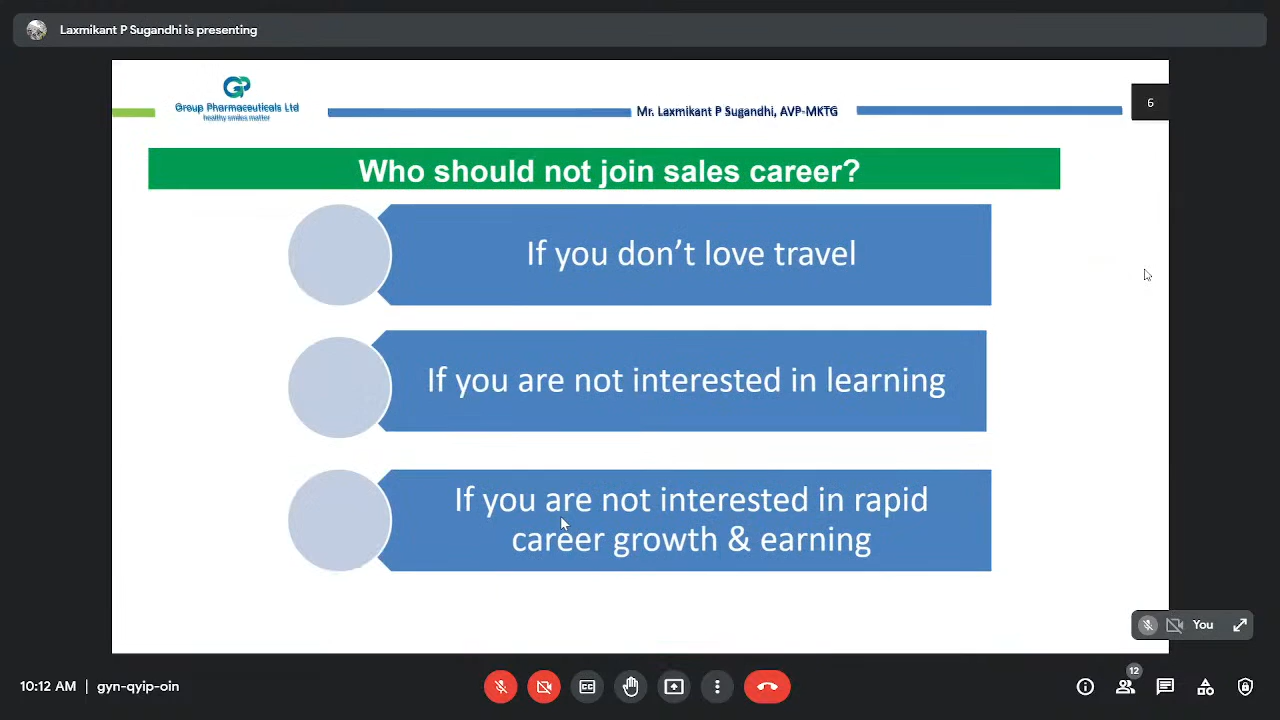 Laxmikant P Sugandhi is presenting
GP
Group Pharmaceuticals Ltd
healthy smiles matter
Mr. Laxmikant P Sugandhi, AVP-MKTG
6
Who should not join sales career?
If you don’t love travel
If you are not interested in learning
If you are not interested in rapid
career growth & earning
You
12
10:12 AM | gyn-qyip-oin
CC